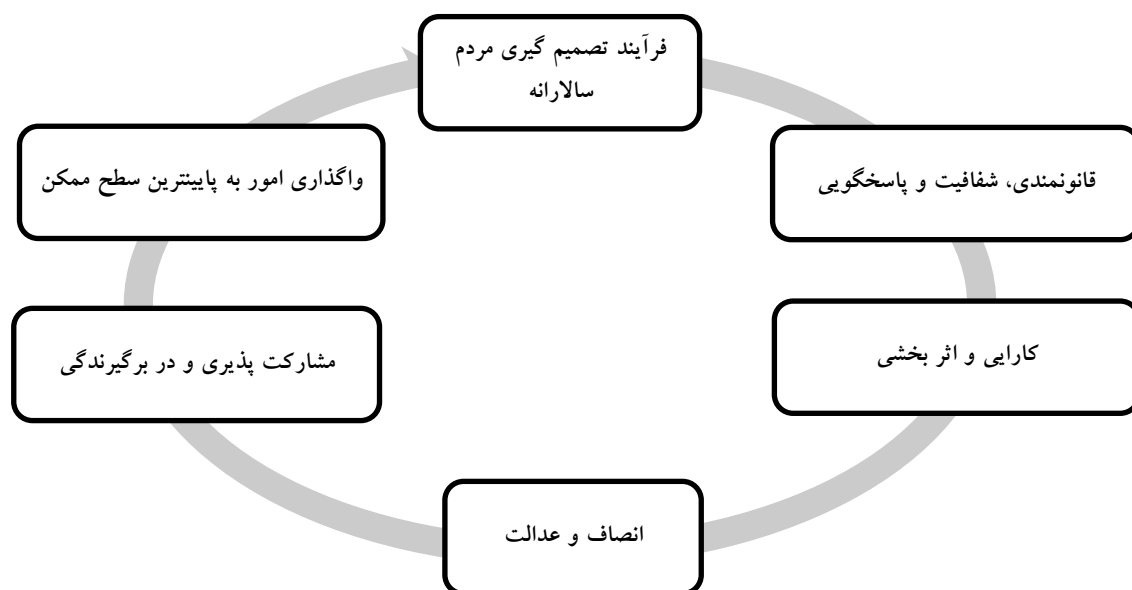 فرآیند تصمیم گیری مردم
سالارانه
قانونمندی، شفافیت و پاسخگویی
واگذاری امور به پایینترین سطح ممکن
کارایی و اثر بخشی
مشارکت پذیری و در برگیرندگی
انصاف و عدالت